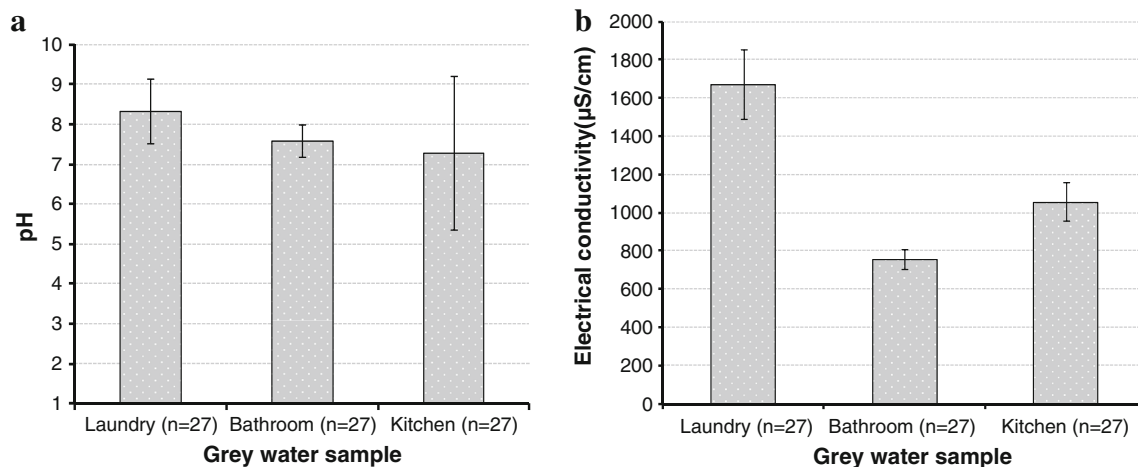 a
10
9
8
7
6
5
4
3
2
1
pH
Laundry (n=27) Bathroom (n=27) Kitchen (n=27)
Grey water sample
b
2000
1800
1600
1400
1200
1000
800
600
400
200
0
Electrical conductivity(µS/cm)
Laundry (n=27) Bathroom (n=27) Kitchen (n=27)
Grey water sample